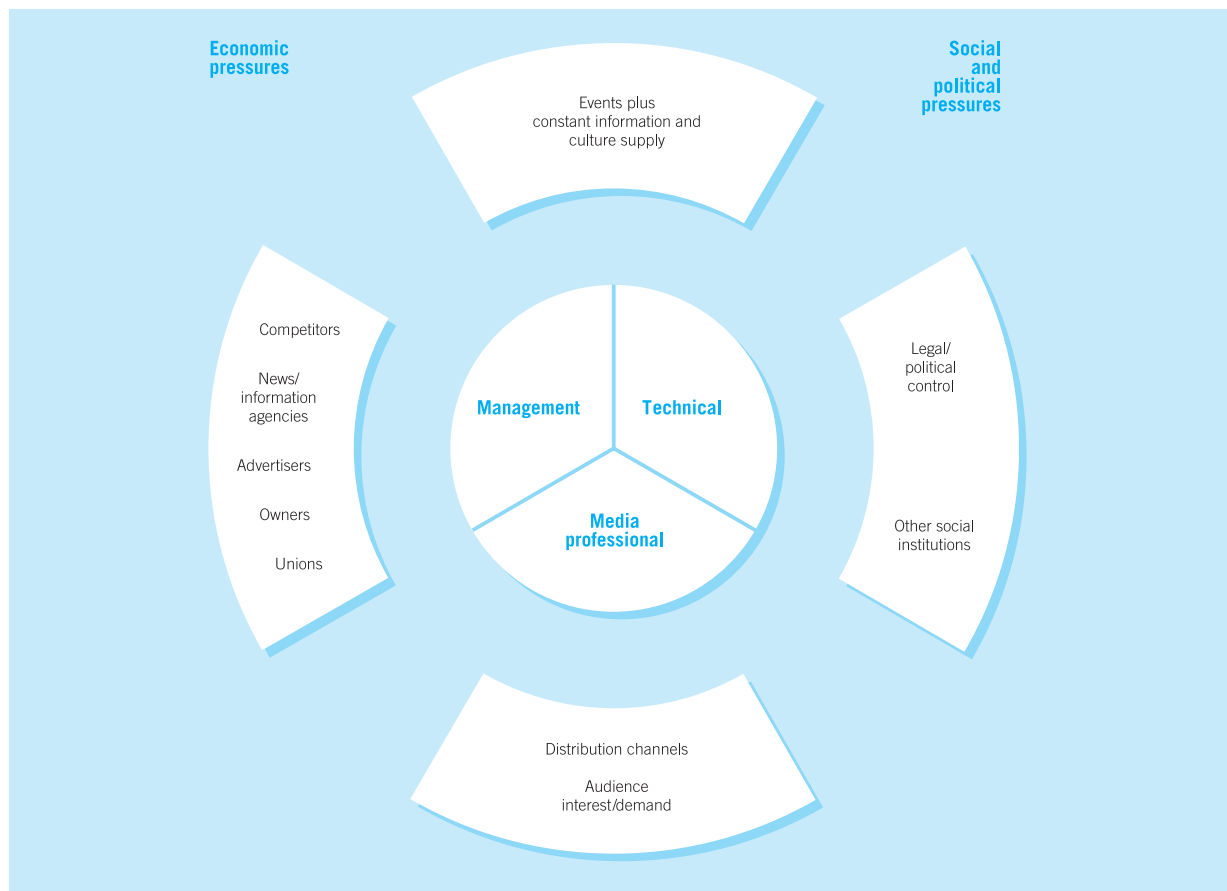 Economic
pressures
Social
and
political
pressures
Events plus
constant information and
culture supply
Competitors
News/
information
agencies
Advertisers
Owners
Unions
Management
Technical
Media
professional
Legal/
political
control
Other social
institutions
Distribution channels
Audience
interest/demand